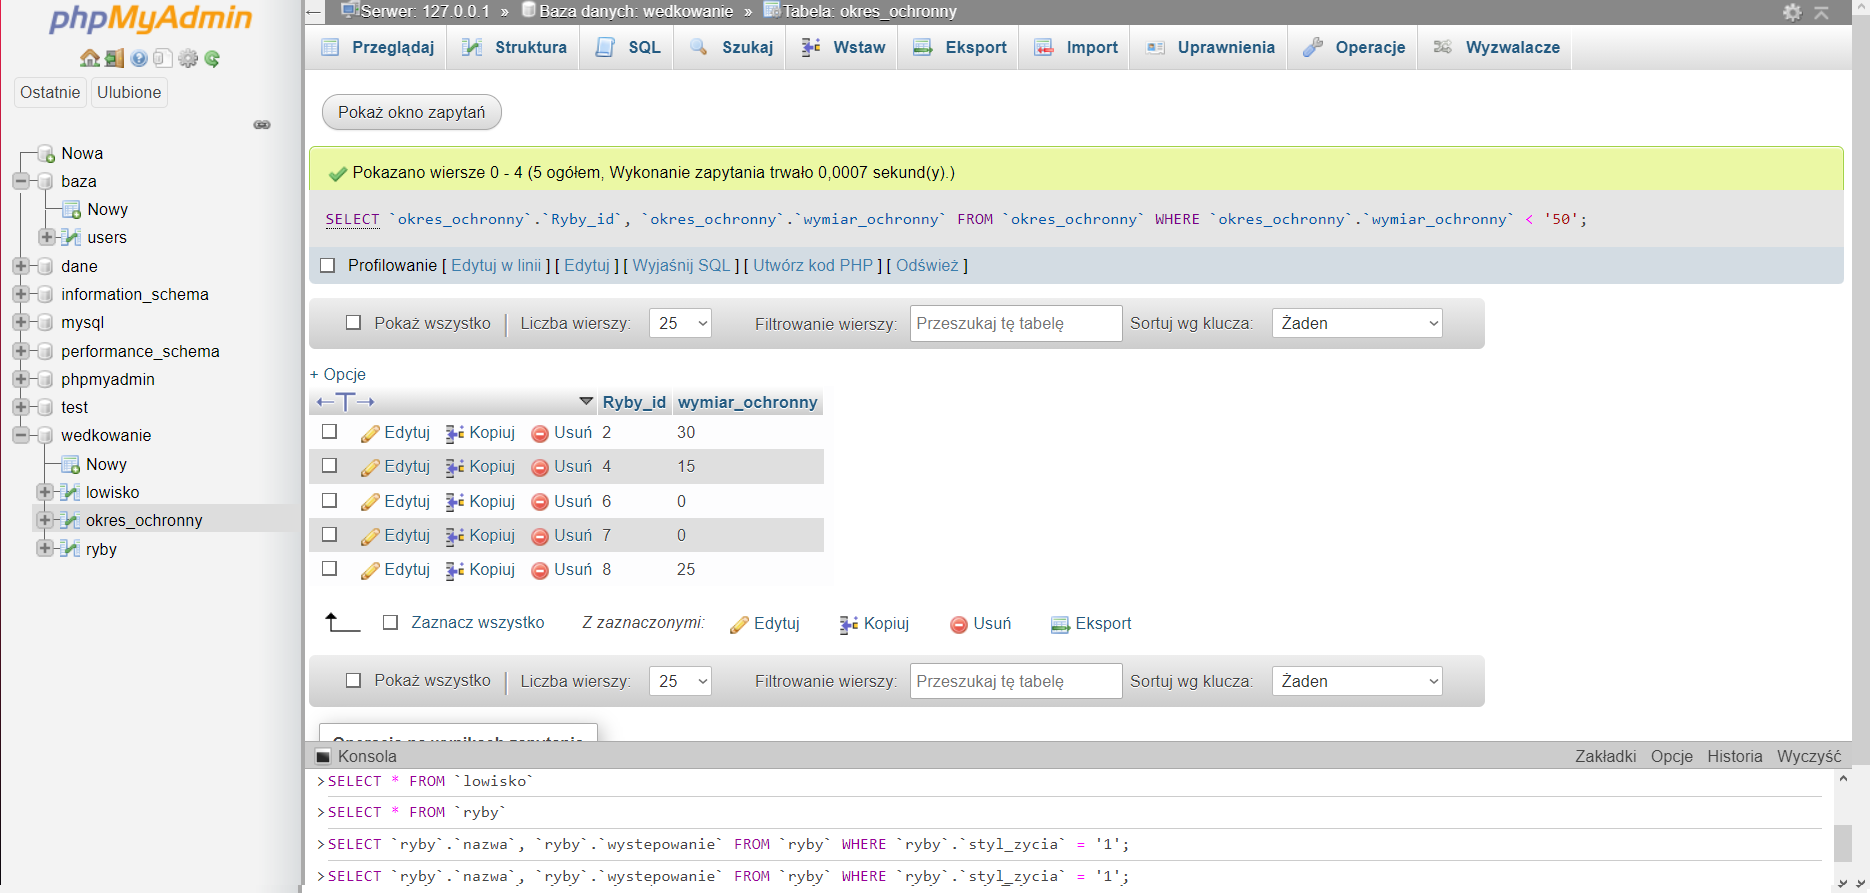 phpMyAdmin
Ostatnie Ulubione
Nowa
baza
Nowy
users
dane
information_schema
mysql
performance_schema
phpmyadmin
test
wedkowanie
Nowy
lowisko
okres_ochronny
ryby
Serwer: 127.0.0.1 » Baza danych: wedkowanie » Tabela: okres_ochronny
Przeglądaj Struktura SQL Szukaj Wstaw Eksport Import Uprawnienia Operacje Wyzwalacze
Pokaż okno zapytań
Pokazano wiersze 0 - 4 (5 ogółem, Wykonanie zapytania trwało 0,0007 sekund(y).)
SELECT `okres_ochronny`.`Ryby_id`, `okres_ochronny`.`wymiar_ochronny` FROM `okres_ochronny` WHERE `okres_ochronny`.`wymiar_ochronny` < '50';
Profilowanie [ Edytuj w linii ] [ Edytuj ] [ Wyjaśnij SQL ] [ Utwórz kod PHP ] [ Odśwież ]
Pokaż wszystko | Liczba wierszy: 25 Filtrowanie wierszy: Przeszukaj tę tabelę Sortuj wg klucza: Żaden
+ Opcje
←T→ Ryby_id wymiar_ochronny
Edytuj Kopiuj Usuń 2 30
Edytuj Kopiuj Usuń 4 15
Edytuj Kopiuj Usuń 6 0
Edytuj Kopiuj Usuń 7 0
Edytuj Kopiuj Usuń 8 25
Zaznacz wszystko Z zaznaczonymi: Edytuj Kopiuj Usuń Eksport
Pokaż wszystko | Liczba wierszy: 25 Filtrowanie wierszy: Przeszukaj tę tabelę Sortuj wg klucza: Żaden
Operacja na wynikach zapytania
Konsola Zakładki Opcje Historia Wyczyść
>SELECT * FROM `lowisko`
>SELECT * FROM `ryby`
>SELECT `ryby`.`nazwa`, `ryby`.`wystepowanie` FROM `ryby` WHERE `ryby`.`styl_zycia` = '1';
>SELECT `ryby`.`nazwa`, `ryby`.`wystepowanie` FROM `ryby` WHERE `ryby`.`styl_zycia` = '1';